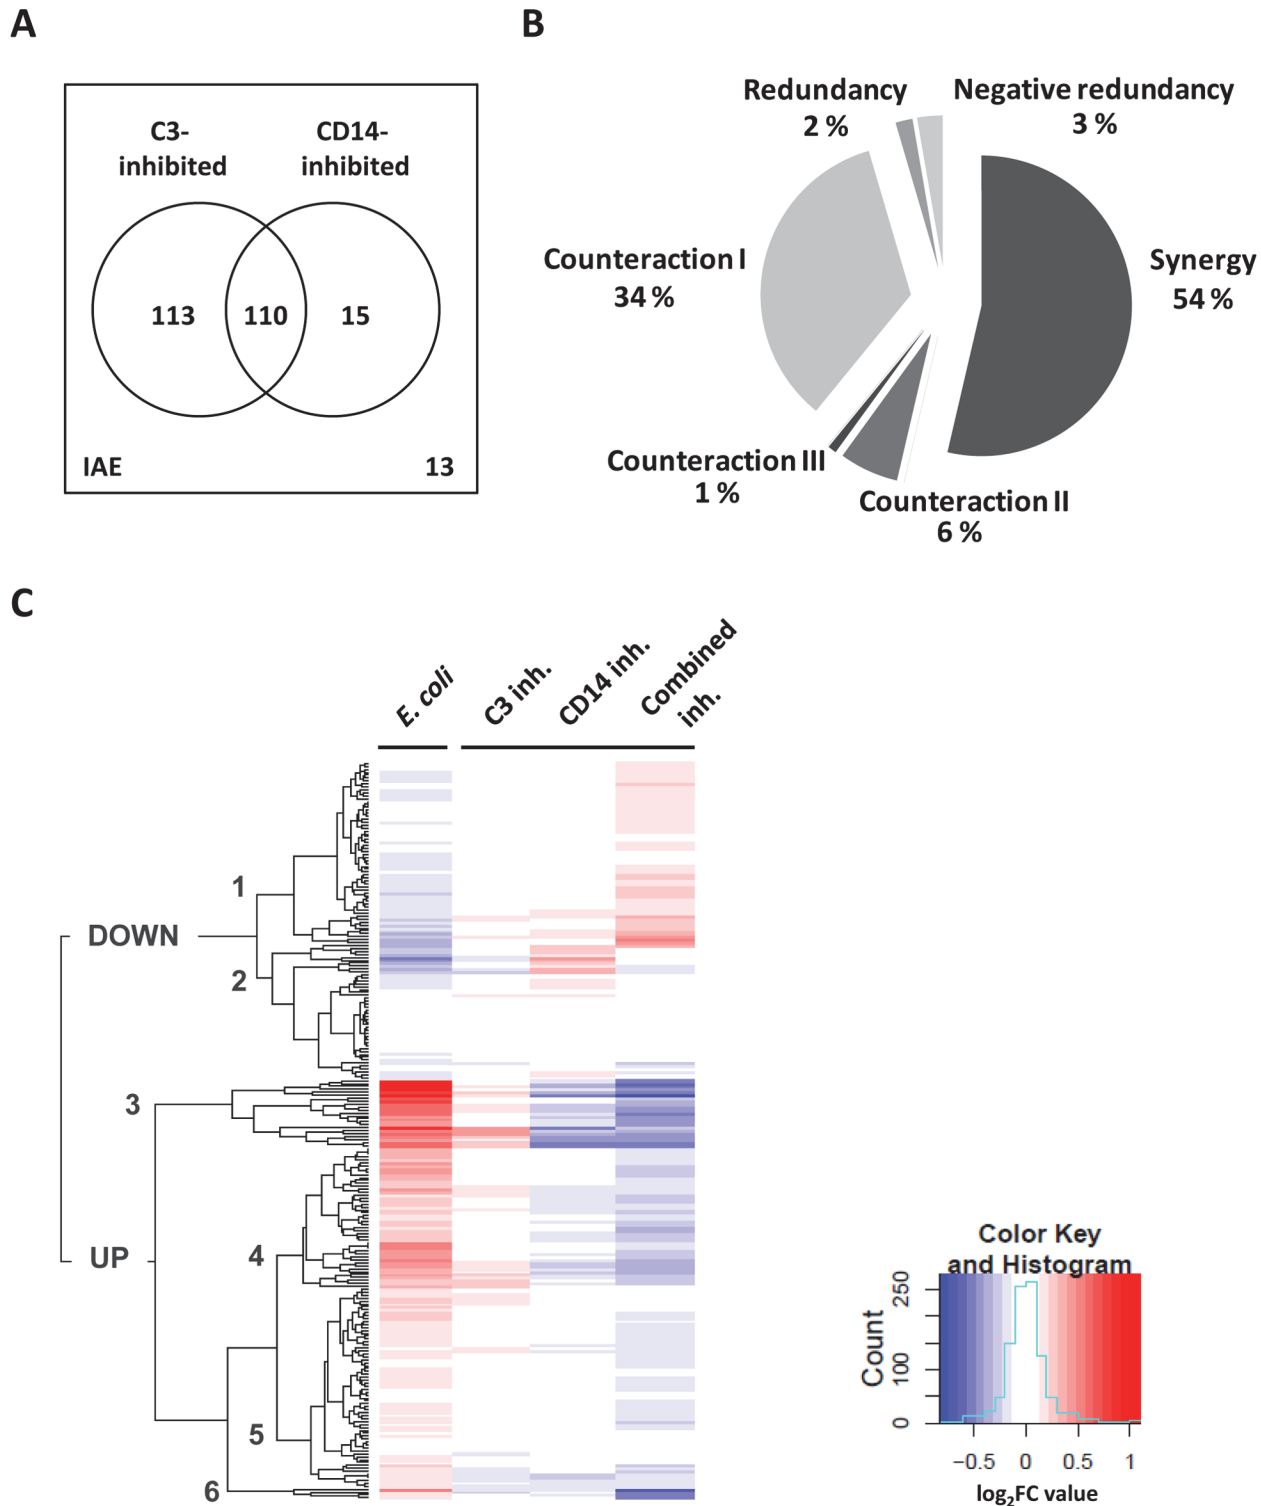 A
B
C3-
inhibited
CD14-
inhibited
113
110
15
IAE
13
Redundancy
2 %
Negative redundancy
3 %
Counteraction I
34 %
Synergy
54 %
Counteraction III
1 %
Counteraction II
6 %
C
E. coli
C3 inh.
CD14 inh.
Combined
inh.
1
DOWN
2
3
4
UP
5
6
Color Key
and Histogram
Count
0
100
250
−0.5
0
0.5
1
log₂FC value